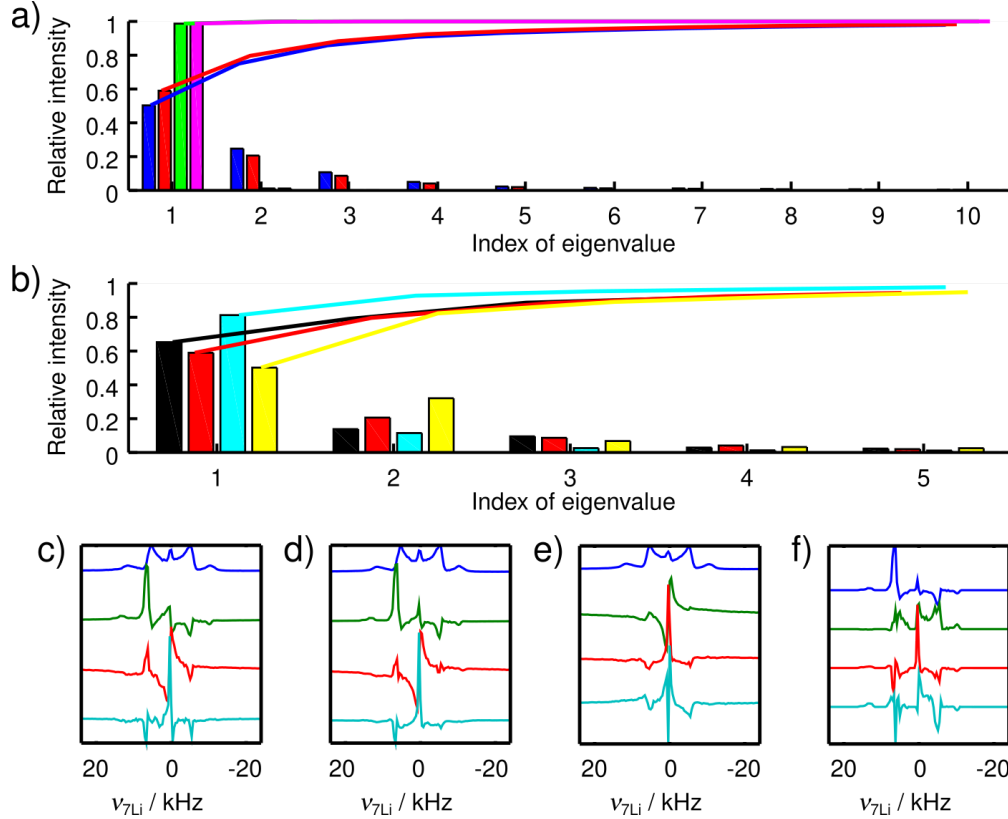 a)
Relative intensity
1
0.8
0.6
0.4
0.2
0
1 2 3 4 5 6 7 8 9 10
Index of eigenvalue
b)
Relative intensity
1
0.8
0.6
0.4
0.2
0
1 2 3 4 5
Index of eigenvalue
c) d) e) f)
20 0 -20 20 0 -20 20 0 -20 20 0 -20
ν7Li / kHz ν7Li / kHz ν7Li / kHz ν7Li / kHz